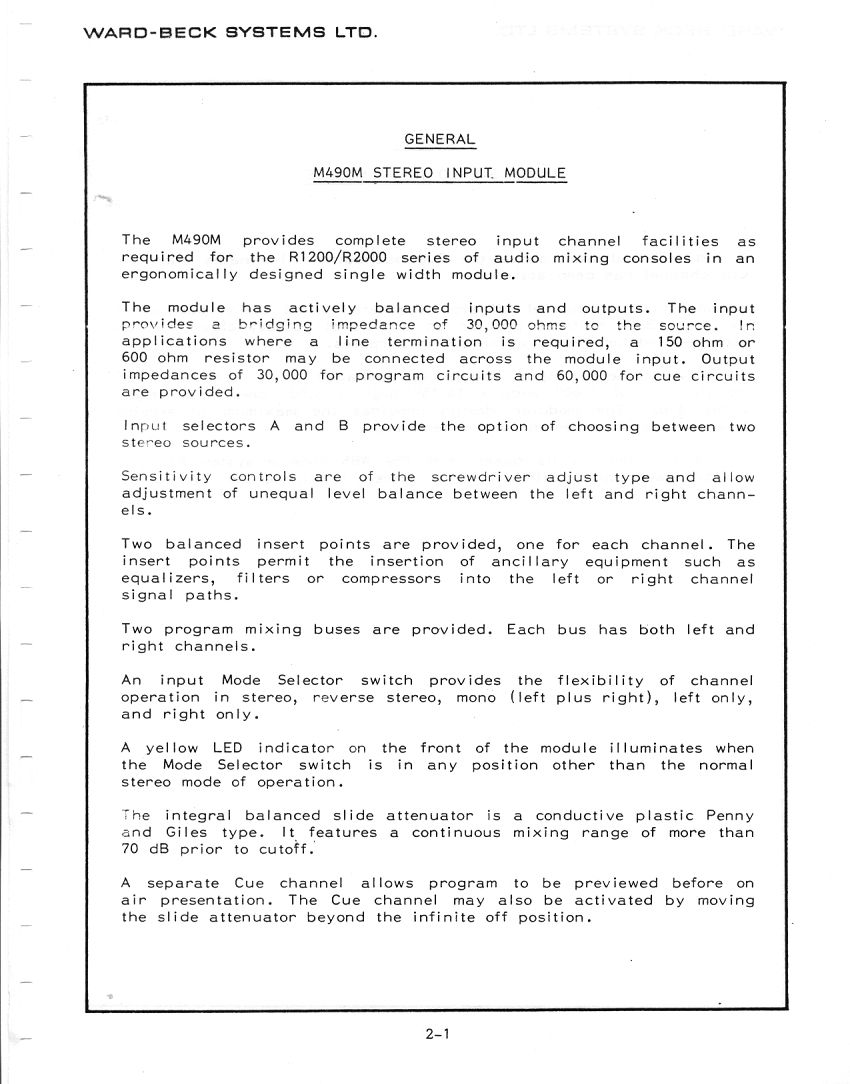 WARD-BECK SYSTEMS LTD.
GENERAL
M490M STEREO INPUT MODULE
The M490M provides complete stereo input channel facilities as
required for the R1200/R2000 series of audio mixing consoles in an
ergonomically designed single width module.
The module has actively balanced inputs and outputs. The input
provides a bridging impedance of 30,000 ohms to the source. In
applications where a line termination is required, a 150 ohm or
600 ohm resistor may be connected across the module input. Output
impedances of 30,000 for program circuits and 60,000 for cue circuits
are provided.
Input selectors A and B provide the option of choosing between two
stereo sources.
Sensitivity controls are of the screwdriver adjust type and allow
adjustment of unequal level balance between the left and right chann-
els.
Two balanced insert points are provided, one for each channel. The
insert points permit the insertion of ancillary equipment such as
equalizers, filters or compressors into the left or right channel
signal paths.
Two program mixing buses are provided. Each bus has both left and
right channels.
An input Mode Selector switch provides the flexibility of channel
operation in stereo, reverse stereo, mono (left plus right), left only,
and right only.
A yellow LED indicator on the front of the module illuminates when
the Mode Selector switch is in any position other than the normal
stereo mode of operation.
The integral balanced slide attenuator is a conductive plastic Penny
and Giles type. It features a continuous mixing range of more than
70 dB prior to cutoff.
A separate Cue channel allows program to be previewed before on
air presentation. The Cue channel may also be activated by moving
the slide attenuator beyond the infinite off position.
2-1